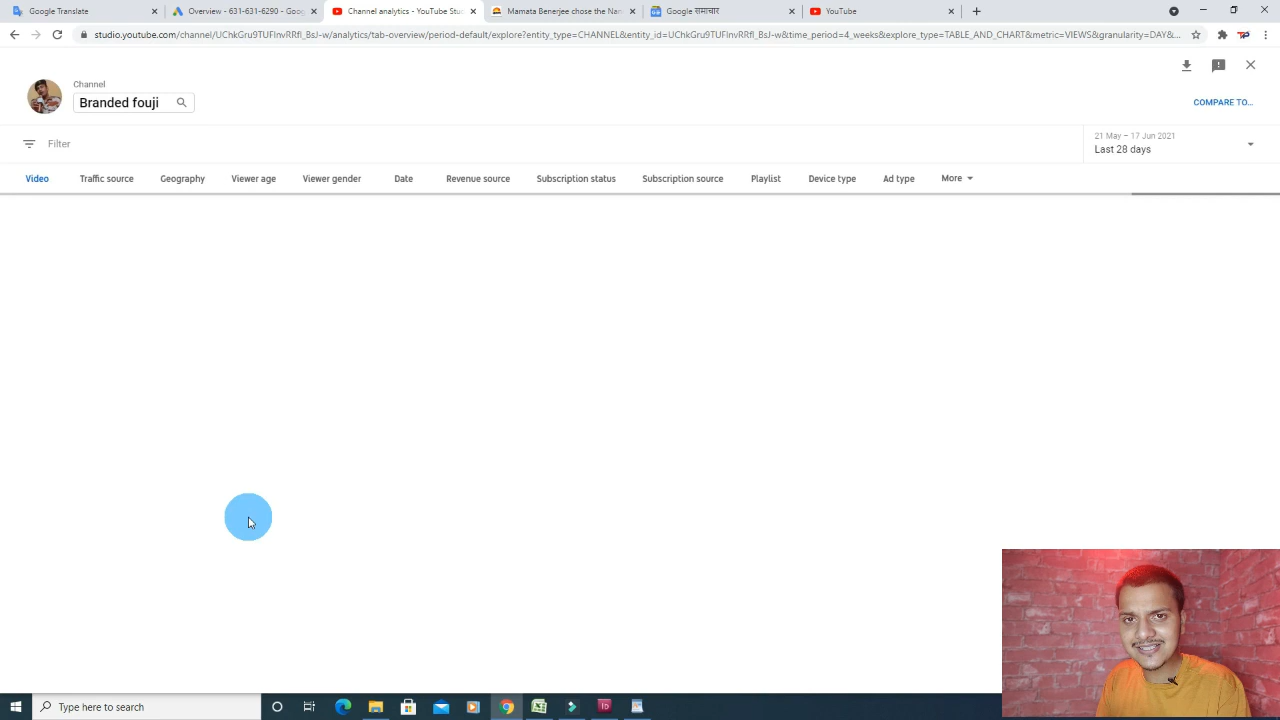 Google Translate
Overview - 631-631-6290 - Goog
Channel analytics - YouTube Stu
Mamata Benerjee chose the Nan
Google समाचार
YouTube
studio.youtube.com/channel/UChkGru9TUFInvRRfl_BsJ-w/analytics/tab-overview/period-default/explore?entity_type=CHANNEL&entity_id=UChkGru9TUFInvRRfl_BsJ-w&time_period=4_weeks&explore_type=TABLE_AND_CHART&metric=VIEWS&granularity=DAY&...
Channel
Branded fouji
COMPARE TO...
Filter
21 May – 17 Jun 2021
Last 28 days
Video Traffic source Geography Viewer age Viewer gender Date Revenue source Subscription status Subscription source Playlist Device type Ad type More
Type here to search